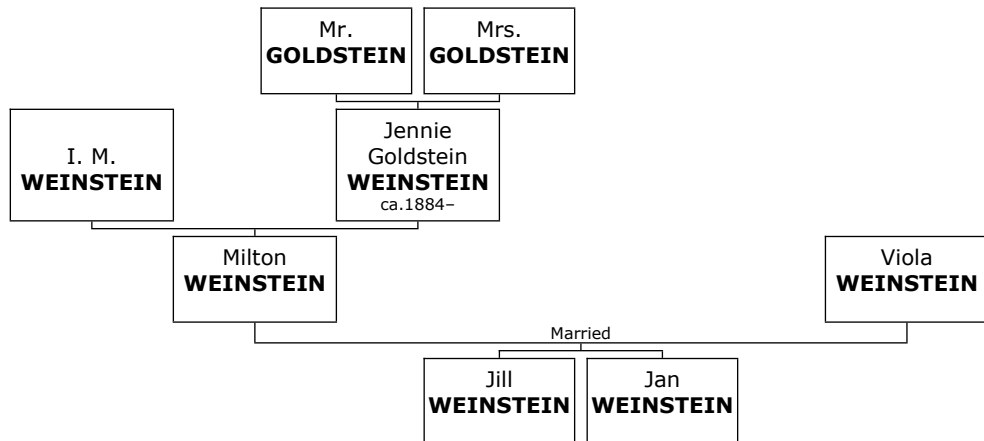 Mr.
GOLDSTEIN
Mrs.
GOLDSTEIN
I. M.
WEINSTEIN
Jennie
Goldstein
WEINSTEIN
ca.1884–
Milton
WEINSTEIN
Viola
WEINSTEIN
Married
Jill
WEINSTEIN
Jan
WEINSTEIN